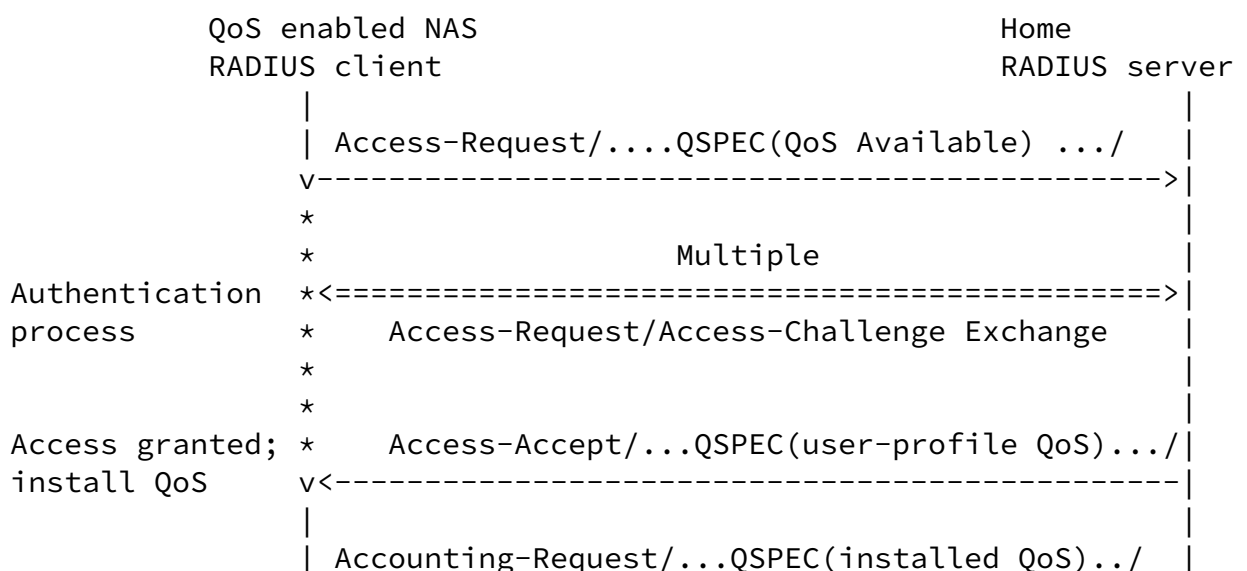 QoS enabled NAS                             Home
RADIUS client                               RADIUS server
|                                                |
| Access-Request/....QSPEC(QoS Available) .../   |
v----------------------------------------------->|
*                                                |
*                    Multiple                    |
Authentication  *<==============================================>|
process         *    Access-Request/Access-Challenge Exchange    |
*                                                |
*                                                |
Access granted; *    Access-Accept/...QSPEC(user-profile QoS).../|
install QoS     v<-----------------------------------------------|
|                                                |
| Accounting-Request/...QSPEC(installed QoS)../  |